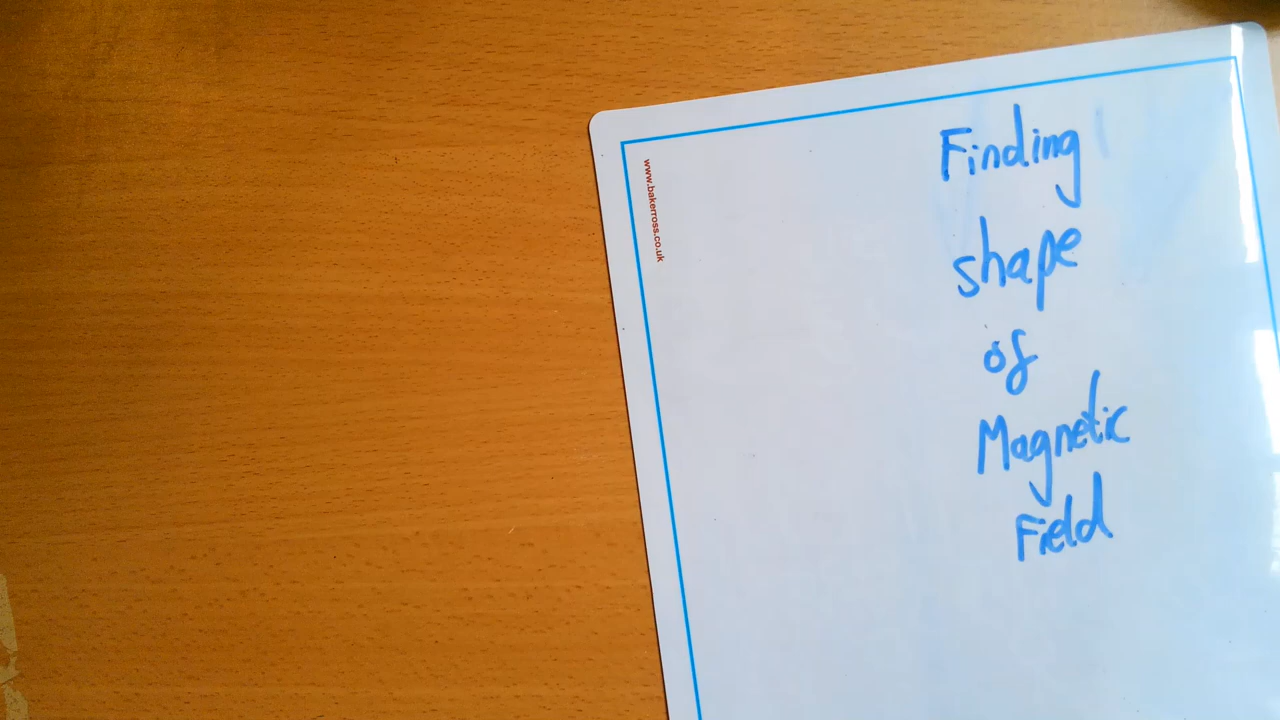 www.bakerross.co.uk
Finding
shape
of
Magnetic
Field